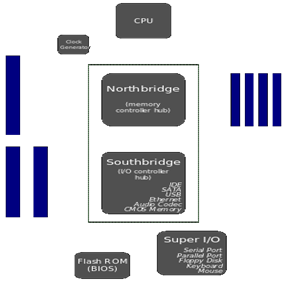 CPU
Clock
Generator
Northbridge
(memory
controller hub)
Southbridge
(I/O controller
hub)
IDE
SATA
USB
Ethernet
Audio Codec
CMOS Memory
Super I/O
Serial Port
Parallel Port
Floppy Disk
Keyboard
Mouse
Flash ROM
(BIOS)